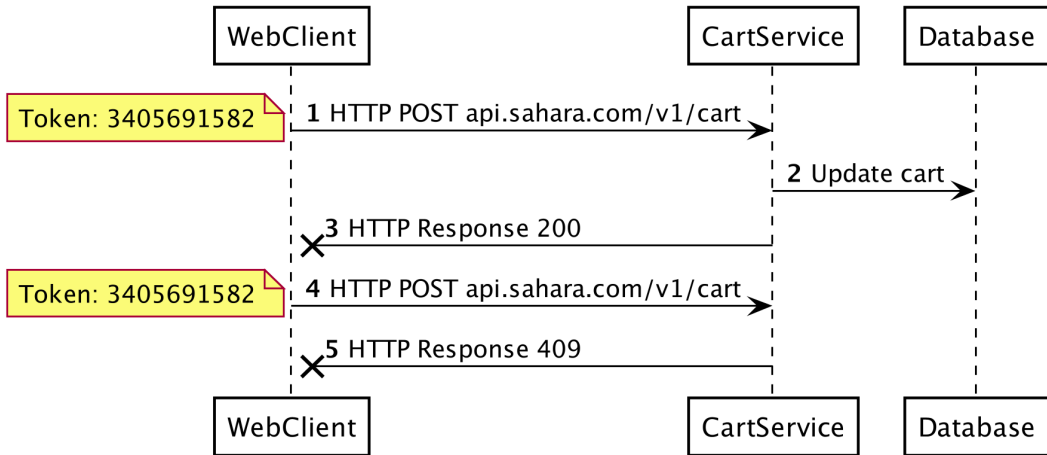 WebClient
CartService
Database
Token: 3405691582
1 HTTP POST api.sahara.com/v1/cart
2 Update cart
3 HTTP Response 200
Token: 3405691582
4 HTTP POST api.sahara.com/v1/cart
5 HTTP Response 409
WebClient
CartService
Database